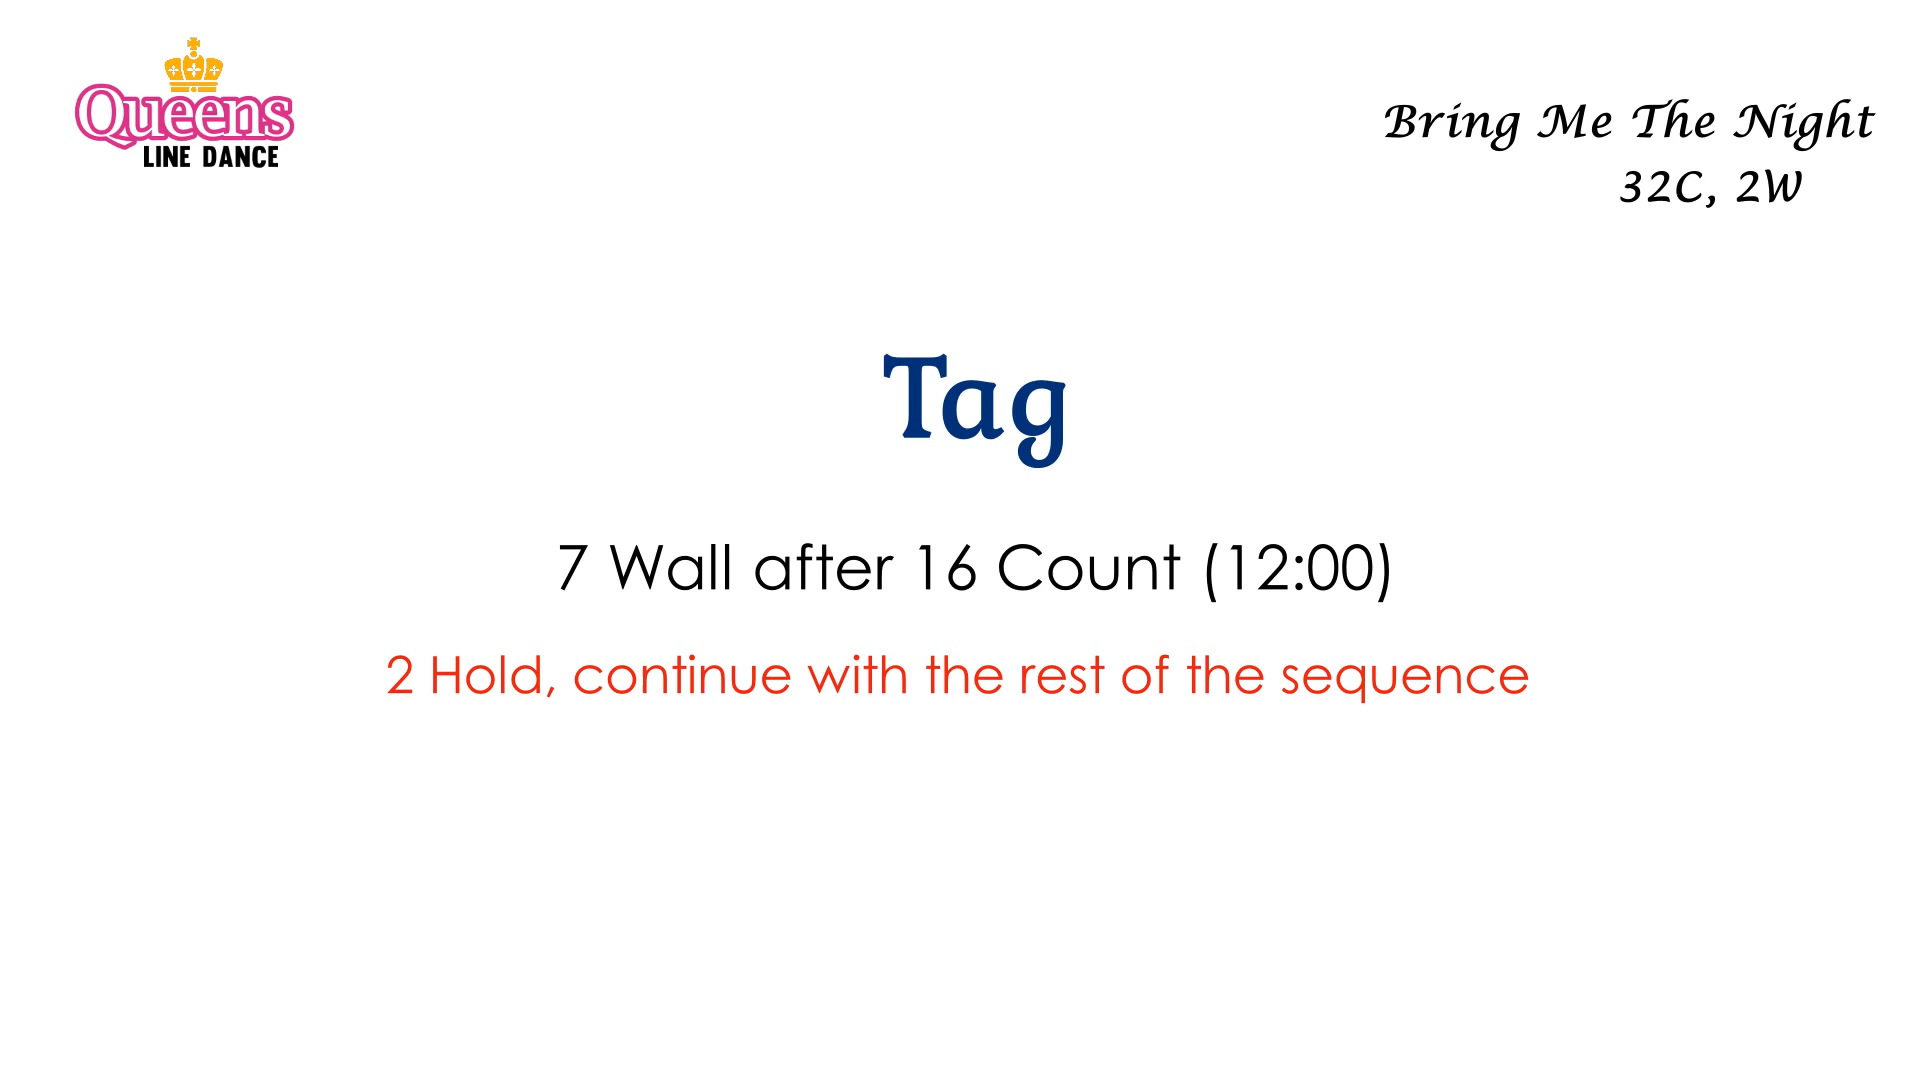 Queens
LINE DANCE
Bring Me The Night
32C, 2W
Tag
7 Wall after 16 Count (12:00)
2 Hold, continue with the rest of the sequence